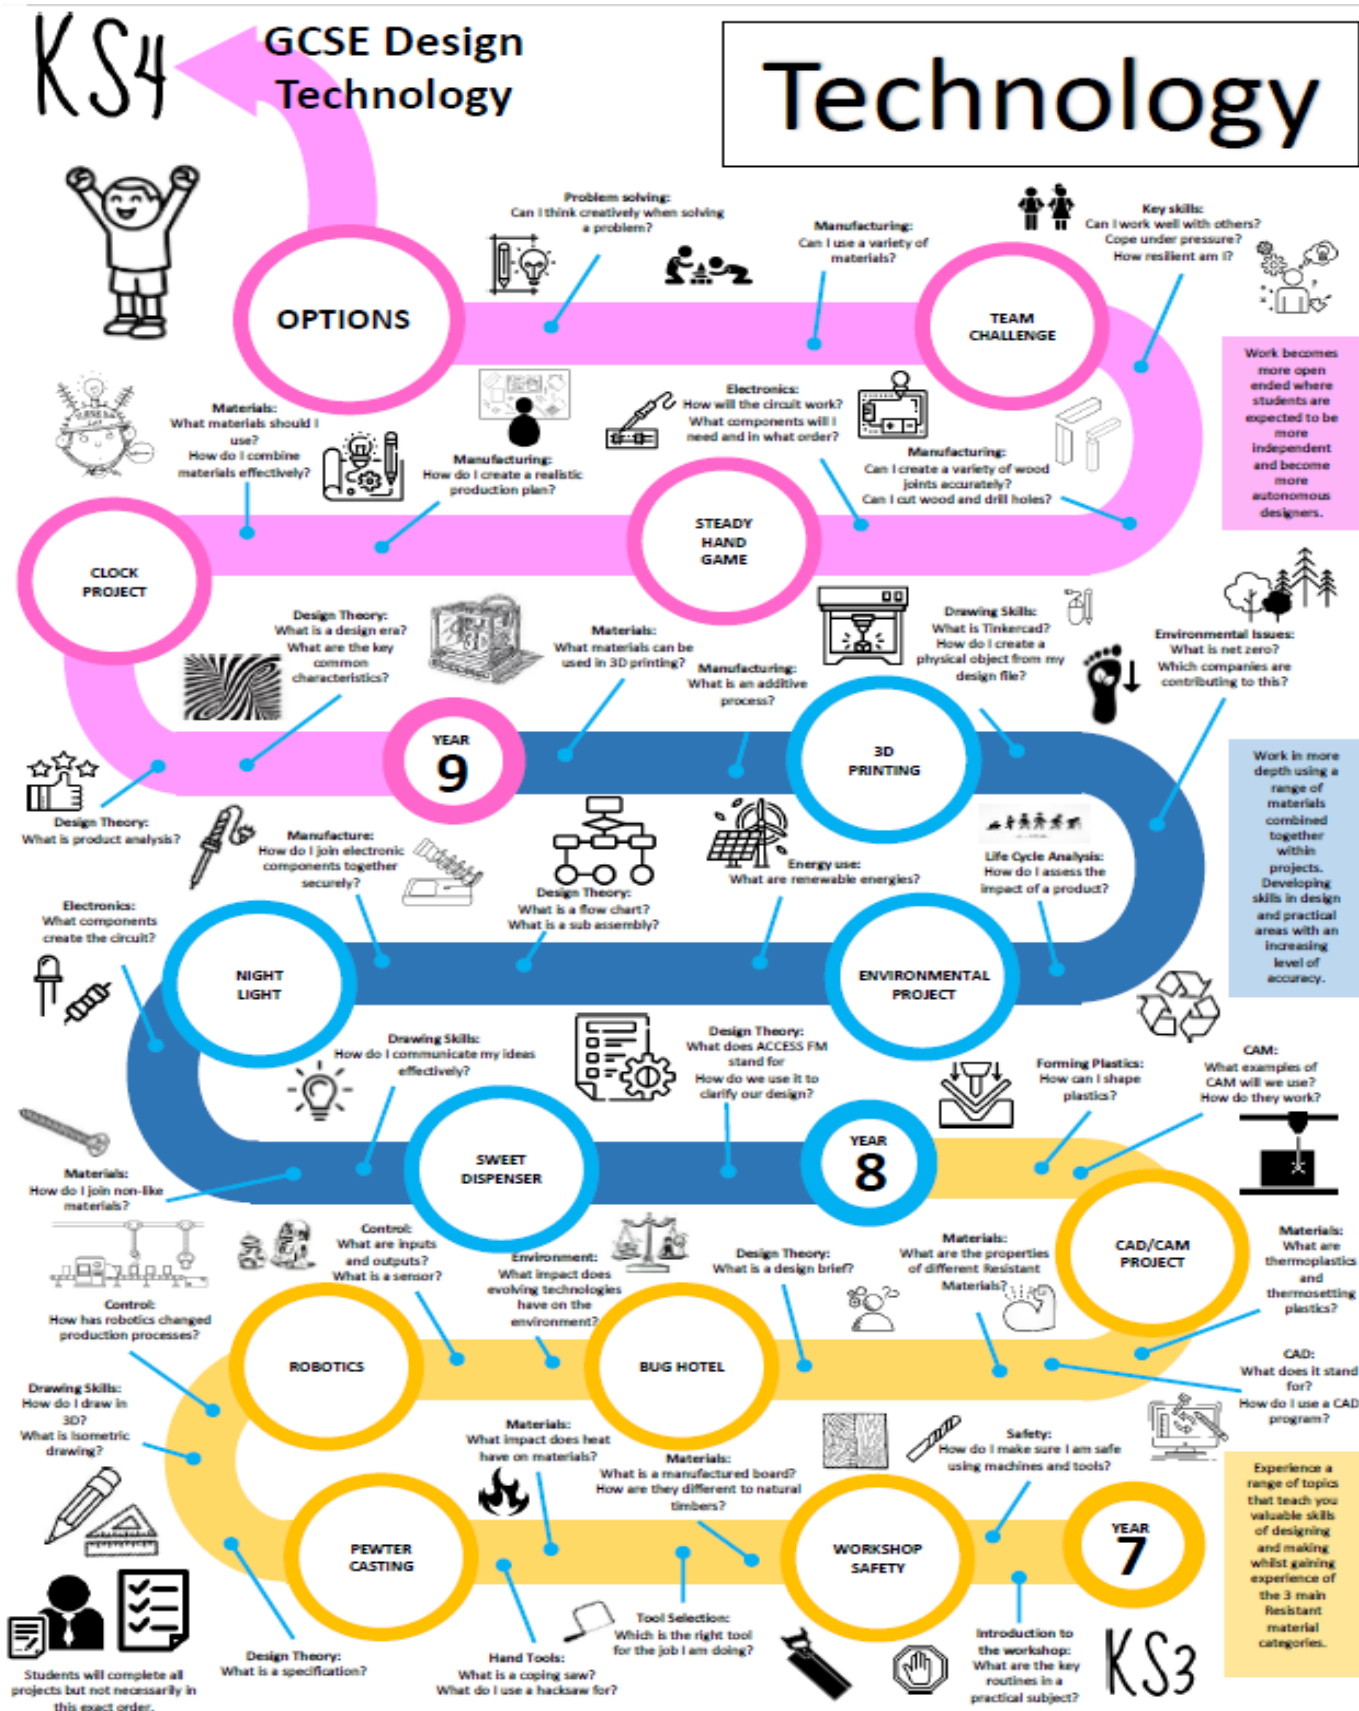 KS4
GCSE Design
Technology
Technology
Problem solving:
Can I think creatively when solving
a problem?
Manufacturing:
Can I use a variety of
materials?
Key skills:
Can I work well with others?
Cope under pressure?
How resilient am I?
OPTIONS
TEAM
CHALLENGE
Work becomes
more open
ended where
students are
expected to be
more
independent
and become
more
autonomous
designers.
Materials:
What materials should I
use?
How do I combine
materials effectively?
Manufacturing:
How do I create a realistic
production plan?
Electronics:
How will the circuit work?
What components will I
need and in what order?
Manufacturing:
Can I create a variety of wood
joints accurately?
Can I cut wood and drill holes?
CLOCK
PROJECT
STEADY
HAND
GAME
Design Theory:
What is a design era?
What are the key
common
characteristics?
Materials:
What materials can be
used in 3D printing?
Manufacturing:
What is an additive
process?
Drawing Skills:
What is Tinkercad?
How do I create a
physical object from my
design file?
Environmental Issues:
What is net zero?
Which companies are
contributing to this?
YEAR
9
3D
PRINTING
Work in more
depth using a
range of
materials
combined
together
within
projects.
Developing
skills in design
and practical
areas with an
increasing
level of
accuracy.
Design Theory:
What is product analysis?
Manufacture:
How do I join electronic
components together
securely?
Design Theory:
What is a flow chart?
What is a sub assembly?
Energy use:
What are renewable energies?
Life Cycle Analysis:
How do I assess the
impact of a product?
Electronics:
What components
create the circuit?
NIGHT
LIGHT
ENVIRONMENTAL
PROJECT
Drawing Skills:
How do I communicate my ideas
effectively?
Design Theory:
What does ACCESS FM
stand for
How do we use it to
clarify our design?
Forming Plastics:
How can I shape
plastics?
CAM:
What examples of
CAM will we use?
How do they work?
Materials:
How do I join non-like
materials?
SWEET
DISPENSER
YEAR
8
CAD/CAM
PROJECT
Control:
What are inputs
and outputs?
What is a sensor?
Environment:
What impact does
evolving technologies
have on the
environment?
Design Theory:
What is a design brief?
Materials:
What are the properties
of different Resistant
Materials?
Materials:
What are
thermoplastics
and
thermosetting
plastics?
Control:
How has robotics changed
production processes?
ROBOTICS
BUG HOTEL
CAD:
What does it stand
for?
How do I use a CAD
program?
Drawing Skills:
How do I draw in
3D?
What is Isometric
drawing?
Materials:
What impact does heat
have on materials?
Materials:
What is a manufactured board?
How are they different to natural
timbers?
Safety:
How do I make sure I am safe
using machines and tools?
Experience a
range of topics
that teach you
valuable skills
of designing
and making
whilst gaining
experience of
the 3 main
Resistant
material
categories.
PEWTER
CASTING
WORKSHOP
SAFETY
YEAR
7
Design Theory:
What is a specification?
Hand Tools:
What is a coping saw?
What do I use a hacksaw for?
Tool Selection:
Which is the right tool
for the job I am doing?
Introduction to
the workshop:
What are the key
routines in a
practical subject?
KS3
Students will complete all
projects but not necessarily in
this exact order.